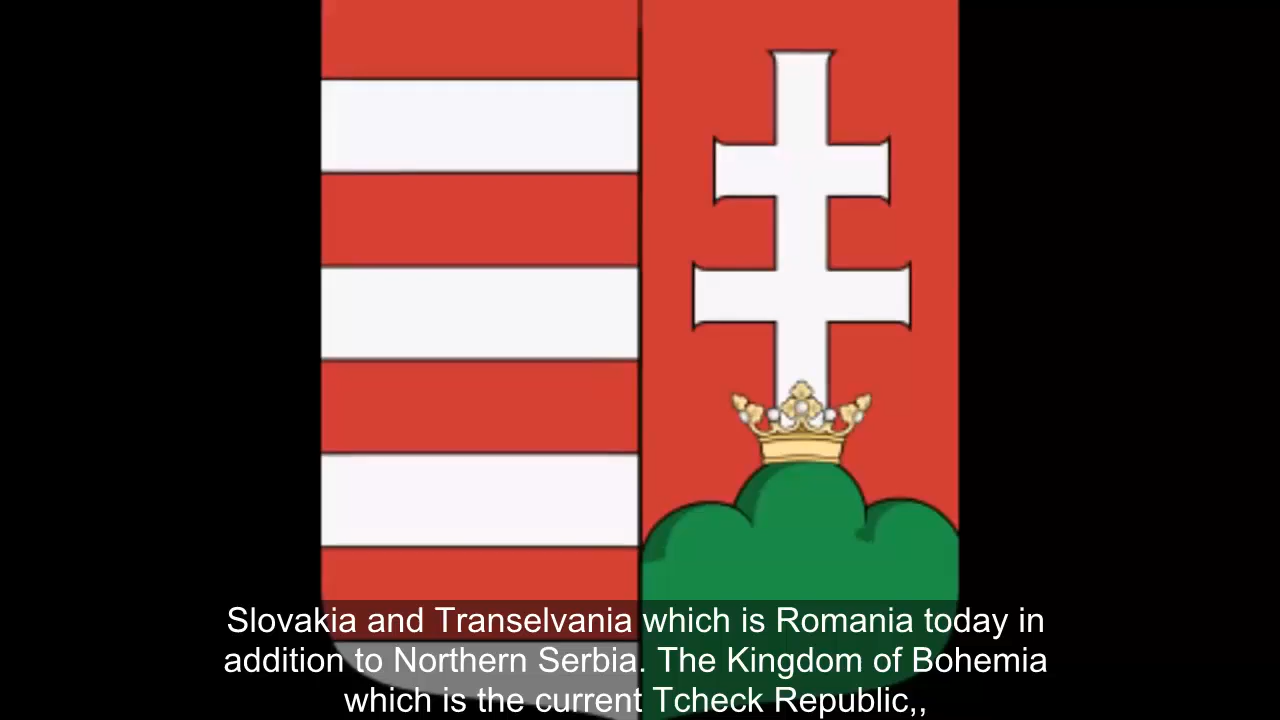 Slovakia and Transelvania which is Romania today in
addition to Northern Serbia. The Kingdom of Bohemia
which is the current Tcheck Republic,,